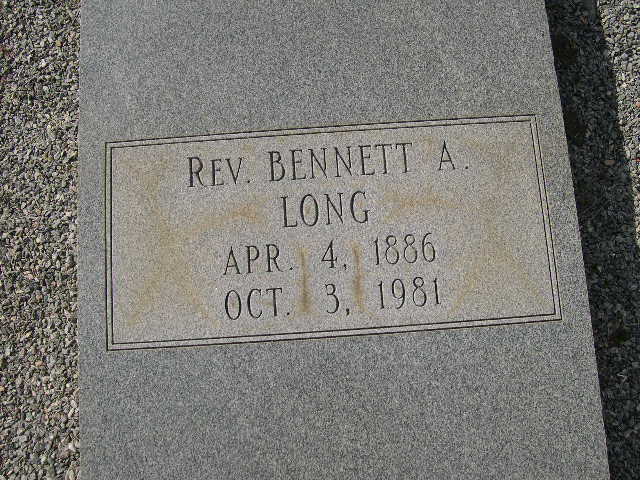 REV. BENNETT A.
LONG
APR. 4, 1886
OCT. 3, 1981